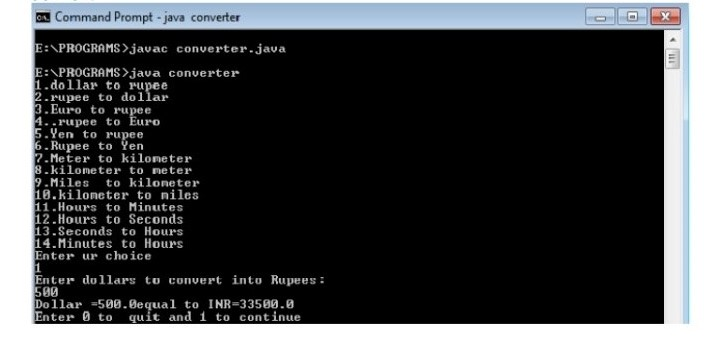 Command Prompt - java converter
E:\PROGRAMS>javac converter.java
E:\PROGRAMS>java converter
1.dollar to rupee
2.rupee to dollar
3.Euro to rupee
4..rupee to Euro
5.Yen to rupee
6.Rupee to Yen
7.Meter to kilometer
8.kilometer to meter
9.Miles  to kilometer
10.kilometer to miles
11.Hours to Minutes
12.Hours to Seconds
13.Seconds to Hours
14.Minutes to Hours
Enter ur choice
1
Enter dollars to convert into Rupees:
500
Dollar =500.0equal to INR=33500.0
Enter 0 to  quit and 1 to continue